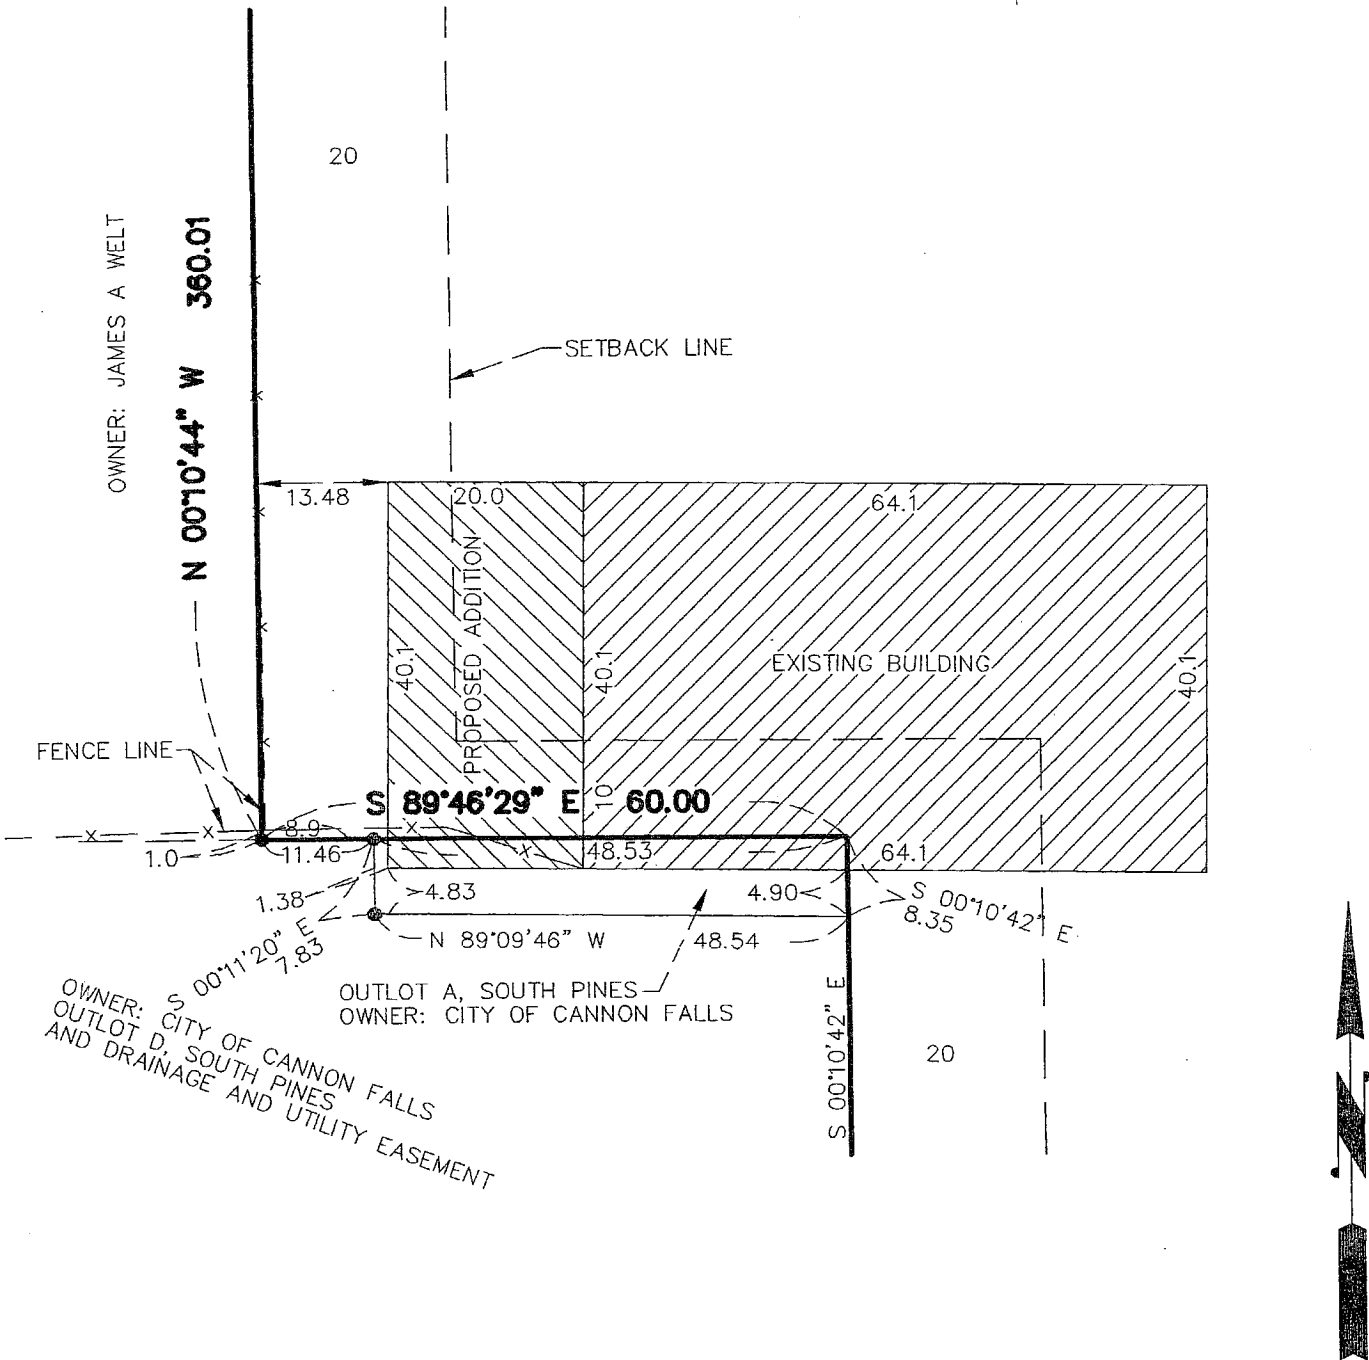 20
OWNER: JAMES A WELT
N 00°10'44" W 360.01
SETBACK LINE
13.48
20.0
64.1
PROPOSED ADDITION
40.1
40.1
EXISTING BUILDING
40.1
FENCE LINE
S 89°46'29" E 60.00
10
8.9
1.0
11.46
48.53
64.1
1.38
4.83
4.90
S 00°10'42" E
8.35
N 89°09'46" W 48.54
S 00°11'20" E
7.83
OUTLOT A, SOUTH PINES
OWNER: CITY OF CANNON FALLS
OWNER: CITY OF CANNON FALLS
OUTLOT D, SOUTH PINES
AND DRAINAGE AND UTILITY EASEMENT
S 00°10'42" E
20
N